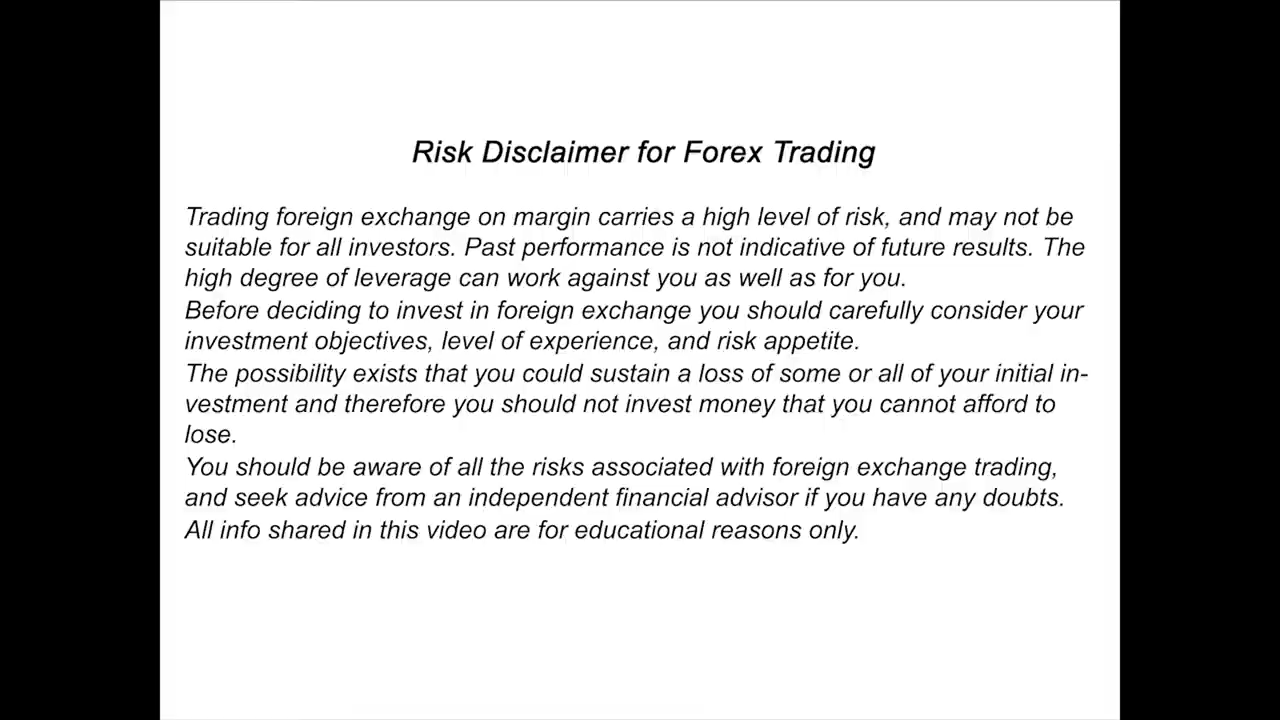 Risk Disclaimer for Forex Trading
Trading foreign exchange on margin carries a high level of risk, and may not be
suitable for all investors. Past performance is not indicative of future results. The
high degree of leverage can work against you as well as for you.
Before deciding to invest in foreign exchange you should carefully consider your
investment objectives, level of experience, and risk appetite.
The possibility exists that you could sustain a loss of some or all of your initial in-
vestment and therefore you should not invest money that you cannot afford to
lose.
You should be aware of all the risks associated with foreign exchange trading,
and seek advice from an independent financial advisor if you have any doubts.
All info shared in this video are for educational reasons only.